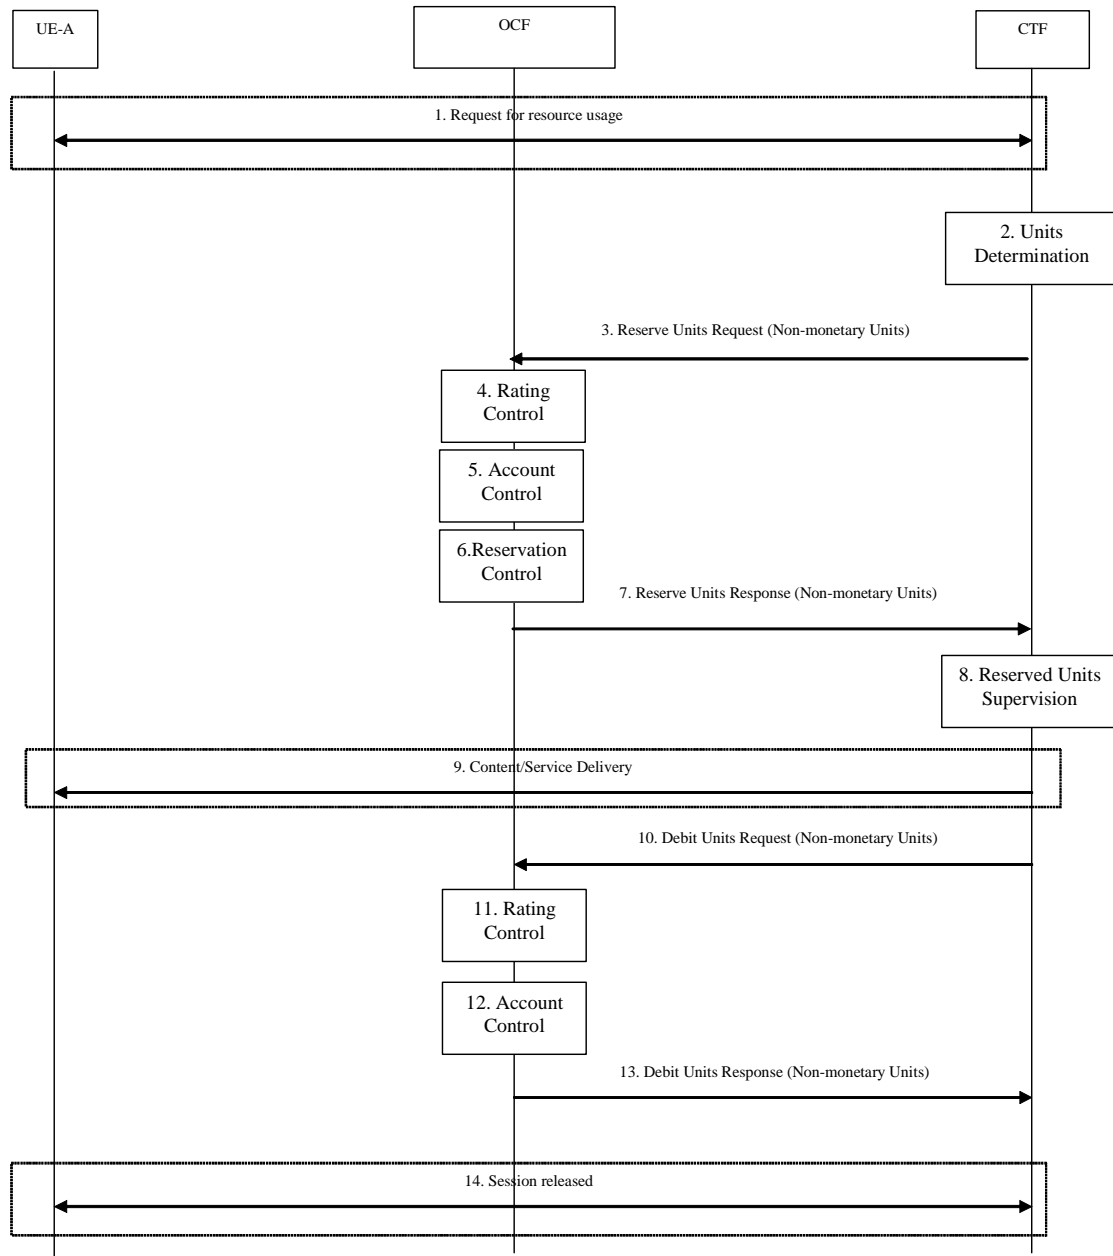 UE-A
OCF
CTF
1. Request for resource usage
2. Units
Determination
3. Reserve Units Request (Non-monetary Units)
4. Rating
Control
5. Account
Control
6.Reservation
Control
7. Reserve Units Response (Non-monetary Units)
8. Reserved Units
Supervision
9. Content/Service Delivery
10. Debit Units Request (Non-monetary Units)
11. Rating
Control
12. Account
Control
13. Debit Units Response (Non-monetary Units)
14. Session released